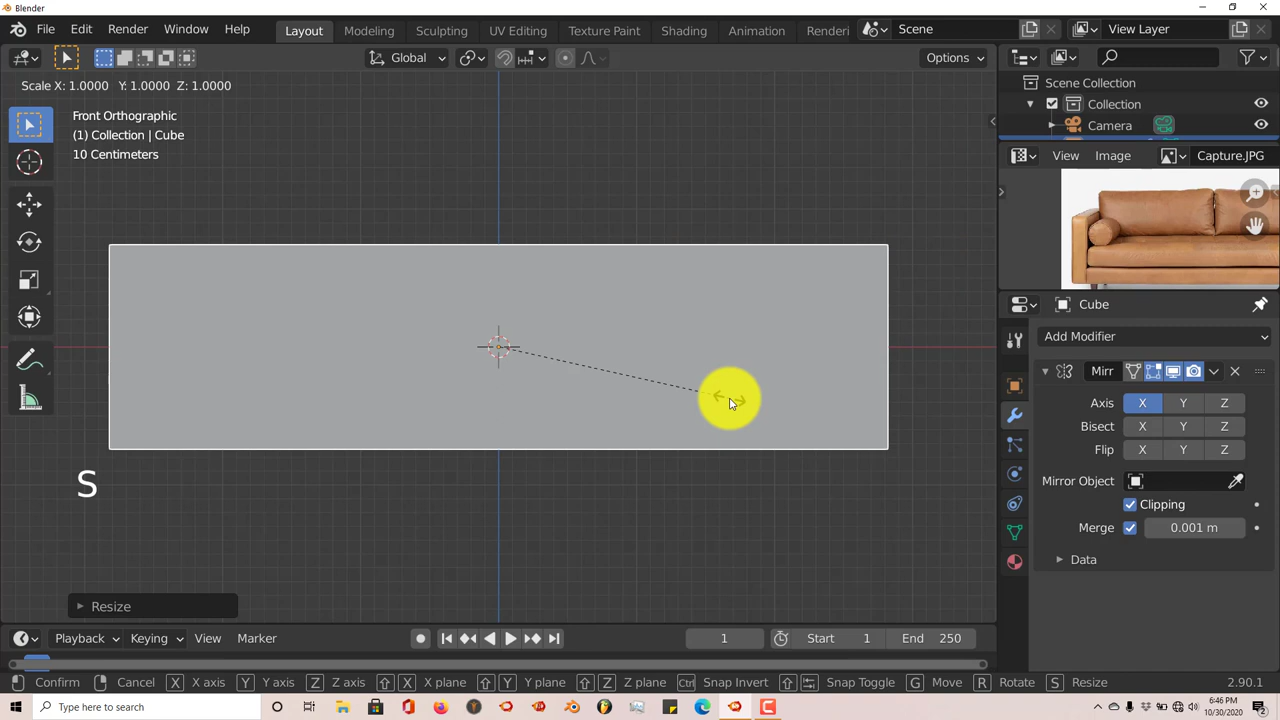 Blender
File Edit Render Window Help Layout Modeling Sculpting UV Editing Texture Paint Shading Animation Renderi Scene View Layer
Global Options
Scale X: 1.0000 Y: 1.0000 Z: 1.0000
Scene Collection
Collection
Camera
Front Orthographic
(1) Collection | Cube
10 Centimeters
View Image Capture.JPG
Cube
Add Modifier
Mirr
Axis X Y Z
Bisect X Y Z
Flip X Y Z
Mirror Object
Clipping
Merge 0.001 m
Data
S
Resize
Playback Keying View Marker 1 Start 1 End 250
Confirm Cancel X X axis Y Y axis Z Z axis X X plane Y Y plane Z Z plane Ctrl Snap Invert Snap Toggle G Move R Rotate S Resize 2.90.1
Type here to search
6:46 PM
10/30/2020